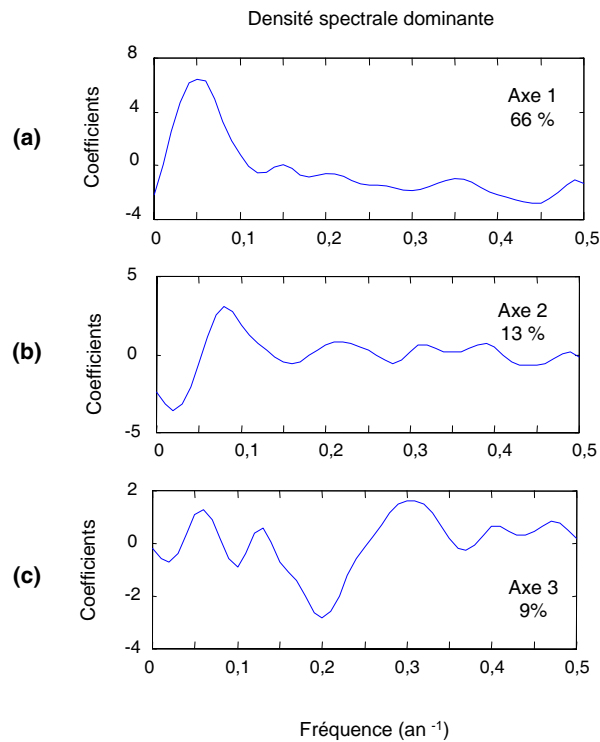 Densité spectrale dominante
(a)
Coefficients
8
4
0
-4
Axe 1
66 %
0 0,1 0,2 0,3 0,4 0,5
(b)
Coefficients
5
0
-5
Axe 2
13 %
0 0,1 0,2 0,3 0,4 0,5
(c)
Coefficients
2
0
-2
-4
Axe 3
9%
0 0,1 0,2 0,3 0,4 0,5
Fréquence (an -1)